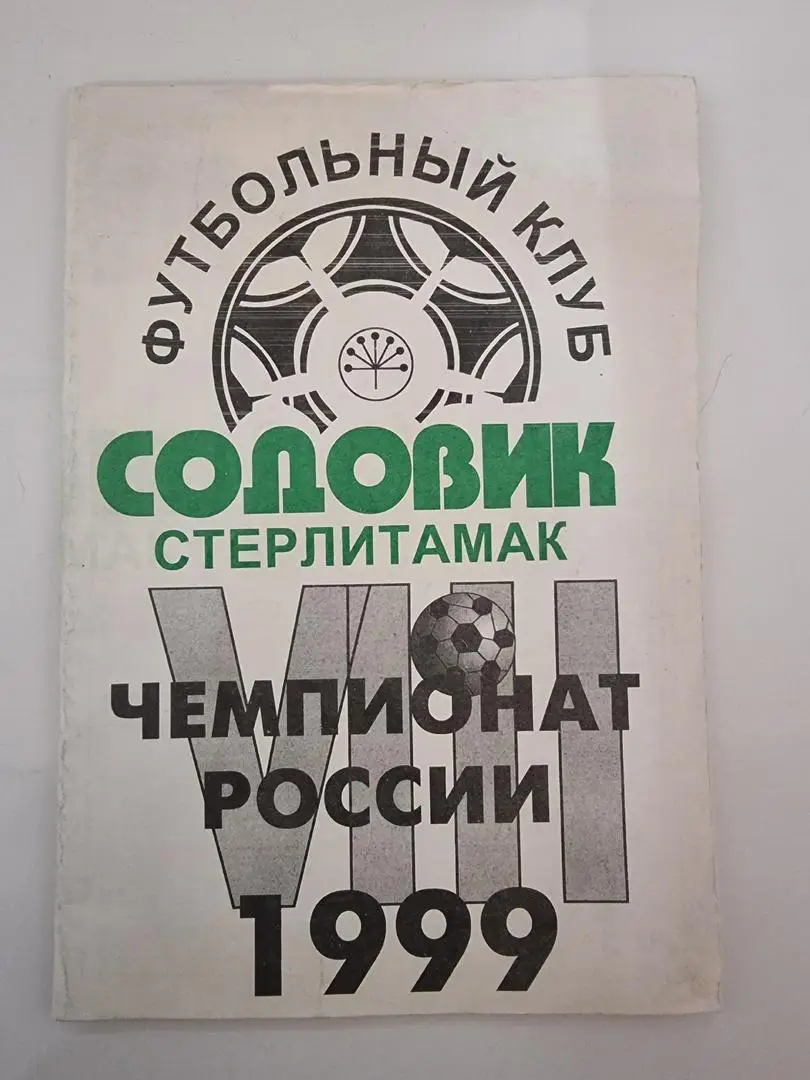 ФУТБОЛЬНЫЙ КЛУБ
СОДОВИК
СТЕРЛИТАМАК
VIII
ЧЕМПИОНАТ
РОССИИ
1999